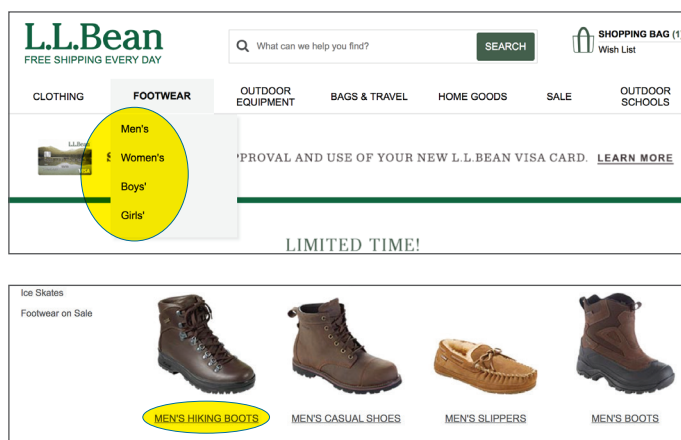 L.L.Bean
FREE SHIPPING EVERY DAY
What can we help you find?
SEARCH
SHOPPING BAG (1)
Wish List
CLOTHING
FOOTWEAR
OUTDOOR
EQUIPMENT
BAGS & TRAVEL
HOME GOODS
SALE
OUTDOOR
SCHOOLS
Men's
Women's
Boys'
Girls'
L.L.Bean
VISA
AND USE OF YOUR NEW L.L.BEAN VISA CARD. LEARN MORE
LIMITED TIME!
Ice Skates
Footwear on Sale
MEN'S HIKING BOOTS
MEN'S CASUAL SHOES
MEN'S SLIPPERS
MEN'S BOOTS